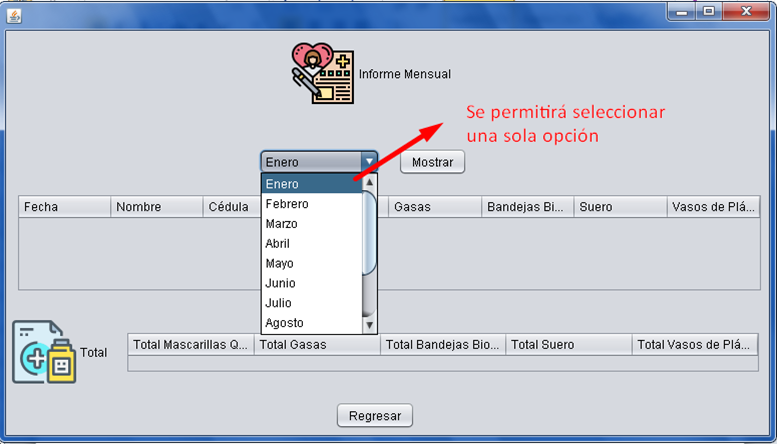 Informe Mensual
Se permitirá seleccionar
una sola opción
Enero
Mostrar
Enero
Febrero
Marzo
Abril
Mayo
Junio
Julio
Agosto
Fecha
Nombre
Cédula
Gasas
Bandejas Bi...
Suero
Vasos de Plá...
Total
Total Mascarillas Q...
Total Gasas
Total Bandejas Bio...
Total Suero
Total Vasos de Plá...
Regresar